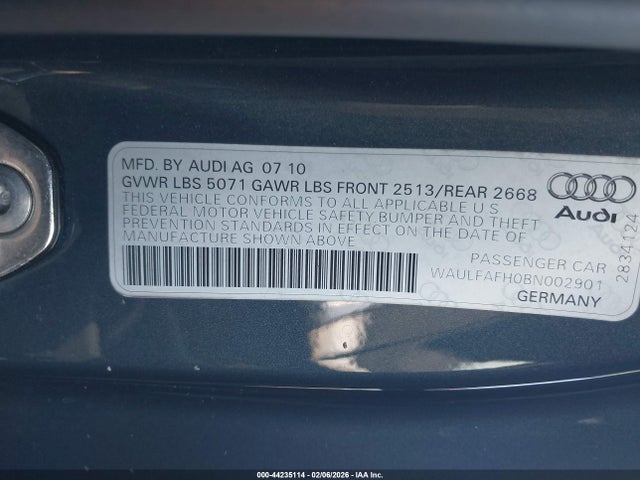 MFD. BY AUDI AG 07 10
GVWR LBS 5071 GAWR LBS FRONT 2513/REAR 2668
THIS VEHICLE CONFORMS TO ALL APPLICABLE U S
FEDERAL MOTOR VEHICLE SAFETY BUMPER AND THEFT
PREVENTION STANDARDS IN EFFECT ON THE DATE OF
MANUFACTURE SHOWN ABOVE
Audi
PASSENGER CAR
WAULFAFH0BN002901
GERMANY
28341124
6
000-44235114 - 02/06/2026 - IAA Inc.